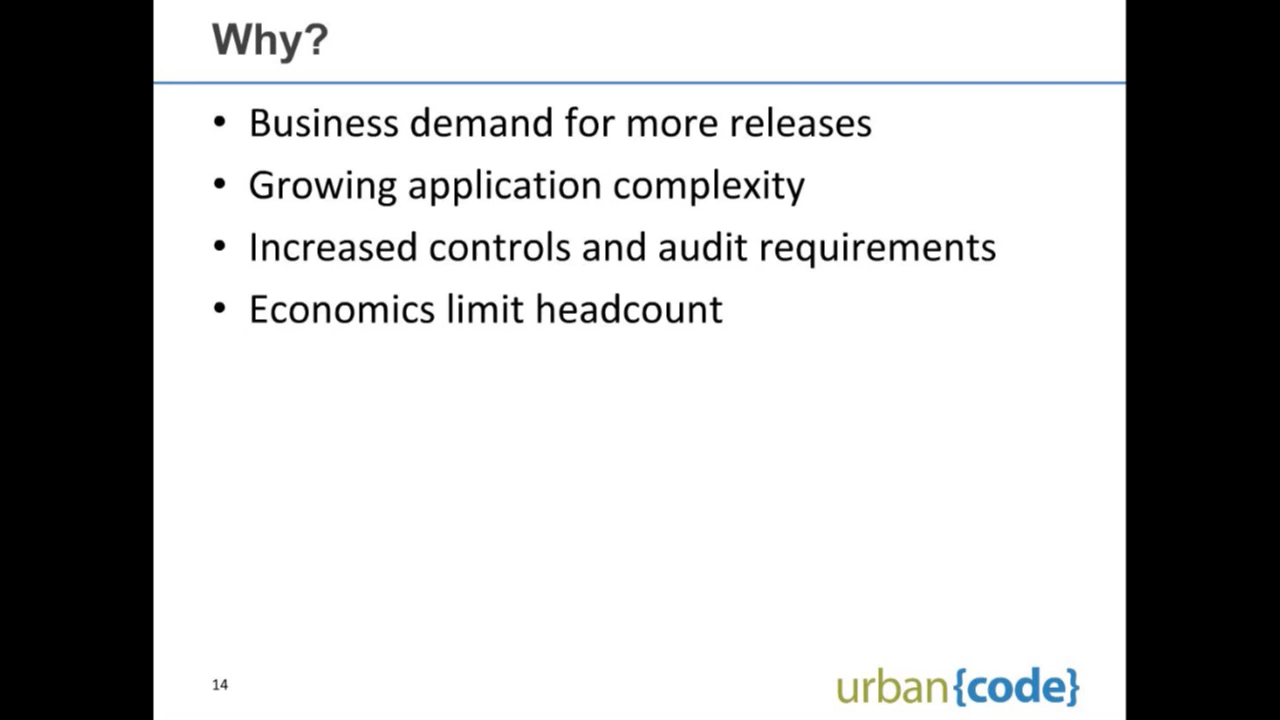 Why?
• Business demand for more releases
• Growing application complexity
• Increased controls and audit requirements
• Economics limit headcount
14
urban{code}